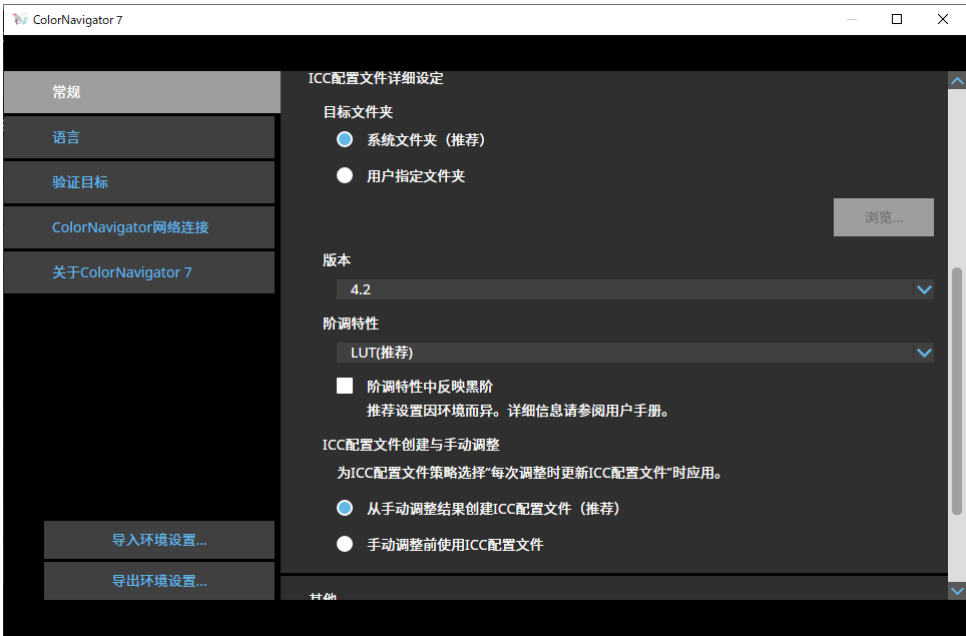 ColorNavigator 7
常规
语言
验证目标
ColorNavigator网络连接
关于ColorNavigator 7
导入环境设置...
导出环境设置...
ICC配置文件详细设定
目标文件夹
系统文件夹（推荐）
用户指定文件夹
浏览...
版本
4.2
阶调特性
LUT(推荐)
阶调特性中反映黑阶
推荐设置因环境而异。详细信息请参阅用户手册。
ICC配置文件创建与手动调整
为ICC配置文件策略选择“每次调整时更新ICC配置文件”时应用。
从手动调整结果创建ICC配置文件（推荐）
手动调整前使用ICC配置文件
其他